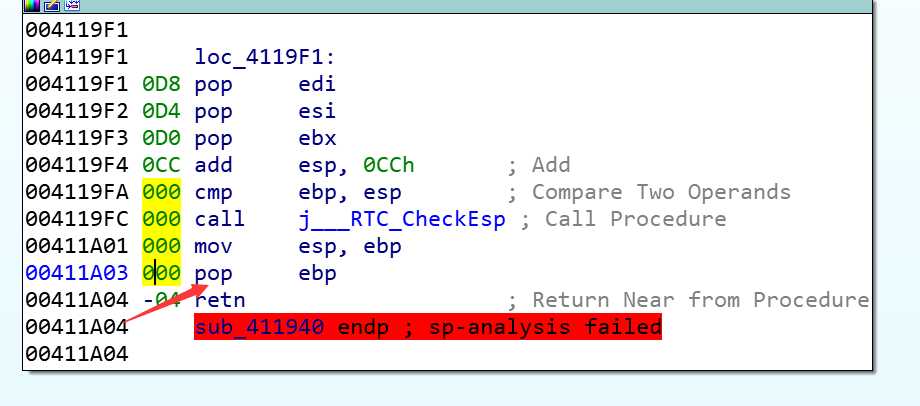 004119F1
004119F1 loc_4119F1:
004119F1 0D8 pop edi
004119F2 0D4 pop esi
004119F3 0D0 pop ebx
004119F4 0CC add esp, 0CCh ; Add
004119FA 000 cmp ebp, esp ; Compare Two Operands
004119FC 000 call j___RTC_CheckEsp ; Call Procedure
00411A01 000 mov esp, ebp
00411A03 000 pop ebp
00411A04 -04 retn ; Return Near from Procedure
00411A04 sub_411940 endp ; sp-analysis failed
00411A04